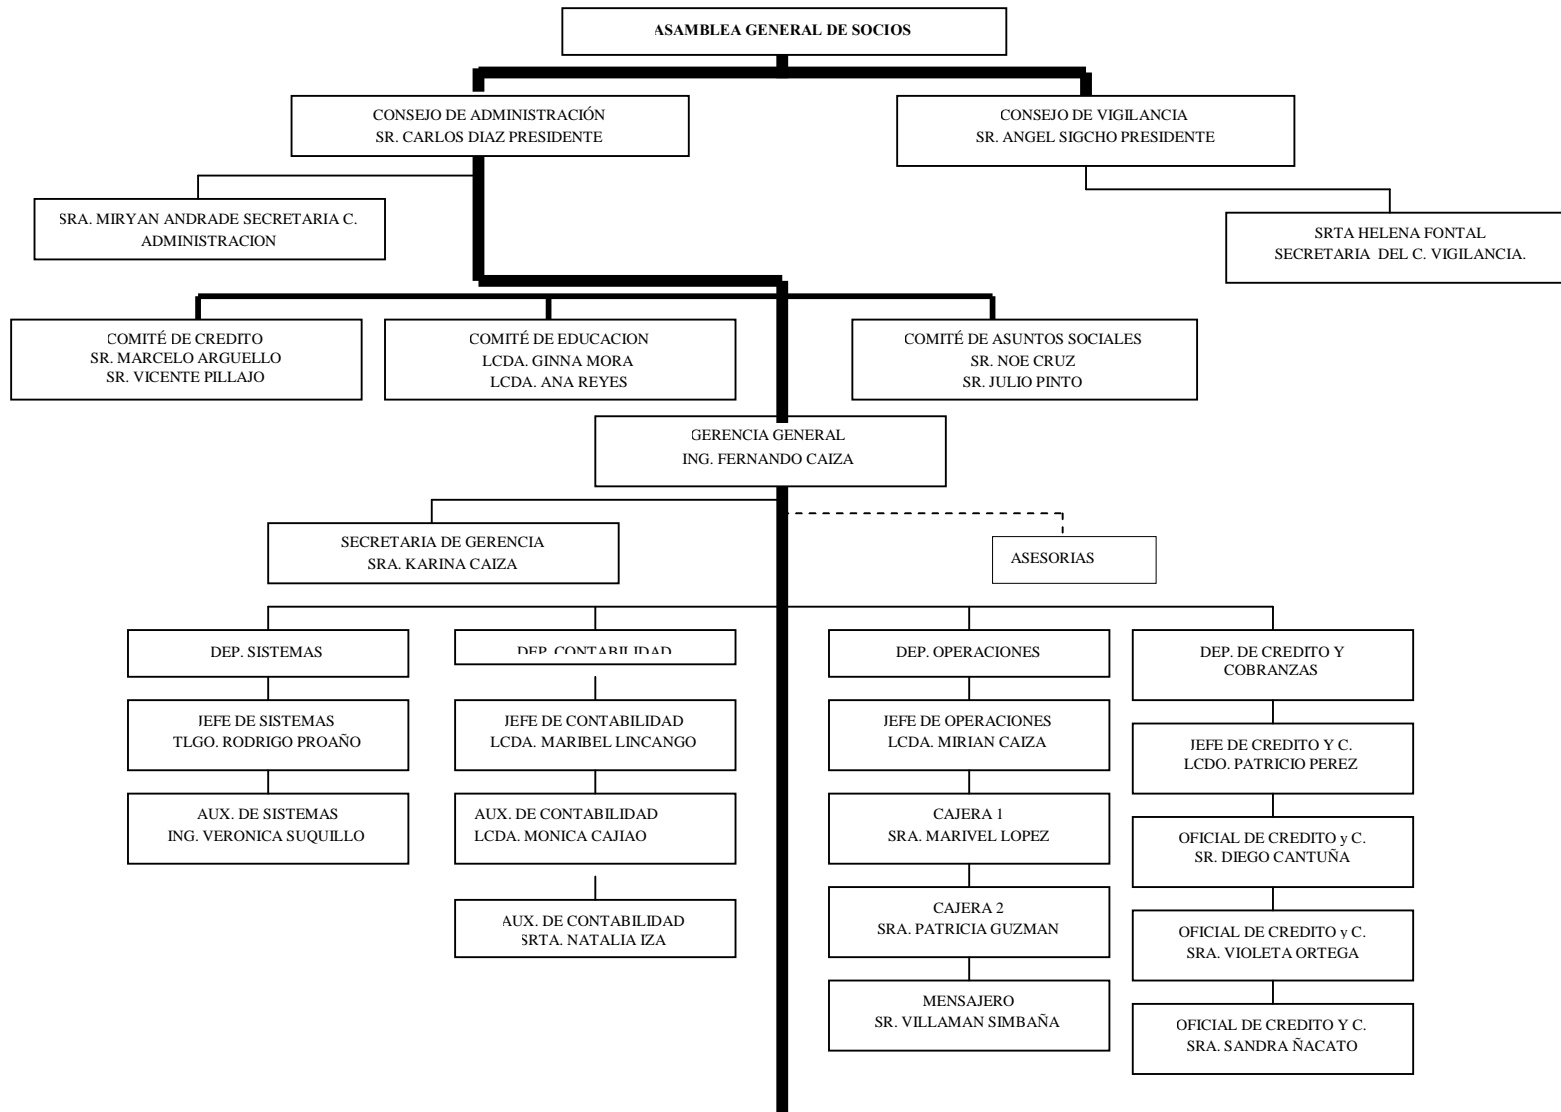 ASAMBLEA GENERAL DE SOCIOS
CONSEJO DE ADMINISTRACIÓN
SR. CARLOS DIAZ PRESIDENTE
CONSEJO DE VIGILANCIA
SR. ANGEL SIGCHO PRESIDENTE
SRA. MIRYAN ANDRADE SECRETARIA C.
ADMINISTRACION
SRTA HELENA FONTAL
SECRETARIA DEL C. VIGILANCIA.
COMITÉ DE CREDITO
SR. MARCELO ARGUELLO
SR. VICENTE PILLAJO
COMITÉ DE EDUCACION
LCDA. GINNA MORA
LCDA. ANA REYES
COMITÉ DE ASUNTOS SOCIALES
SR. NOE CRUZ
SR. JULIO PINTO
GERENCIA GENERAL
ING. FERNANDO CAIZA
SECRETARIA DE GERENCIA
SRA. KARINA CAIZA
ASESORIAS
DEP. SISTEMAS
JEFE DE SISTEMAS
TLGO. RODRIGO PROAÑO
AUX. DE SISTEMAS
ING. VERONICA SUQUILLO
DEP. CONTABILIDAD
JEFE DE CONTABILIDAD
LCDA. MARIBEL LINCANGO
AUX. DE CONTABILIDAD
LCDA. MONICA CAJIAO
AUX. DE CONTABILIDAD
SRTA. NATALIA IZA
DEP. OPERACIONES
JEFE DE OPERACIONES
LCDA. MIRIAN CAIZA
CAJERA 1
SRA. MARIVEL LOPEZ
CAJERA 2
SRA. PATRICIA GUZMAN
MENSAJERO
SR. VILLAMAN SIMBAÑA
DEP. DE CREDITO Y
COBRANZAS
JEFE DE CREDITO Y C.
LCDO. PATRICIO PEREZ
OFICIAL DE CREDITO y C.
SR. DIEGO CANTUÑA
OFICIAL DE CREDITO y C.
SRA. VIOLETA ORTEGA
OFICIAL DE CREDITO Y C.
SRA. SANDRA ÑACATO